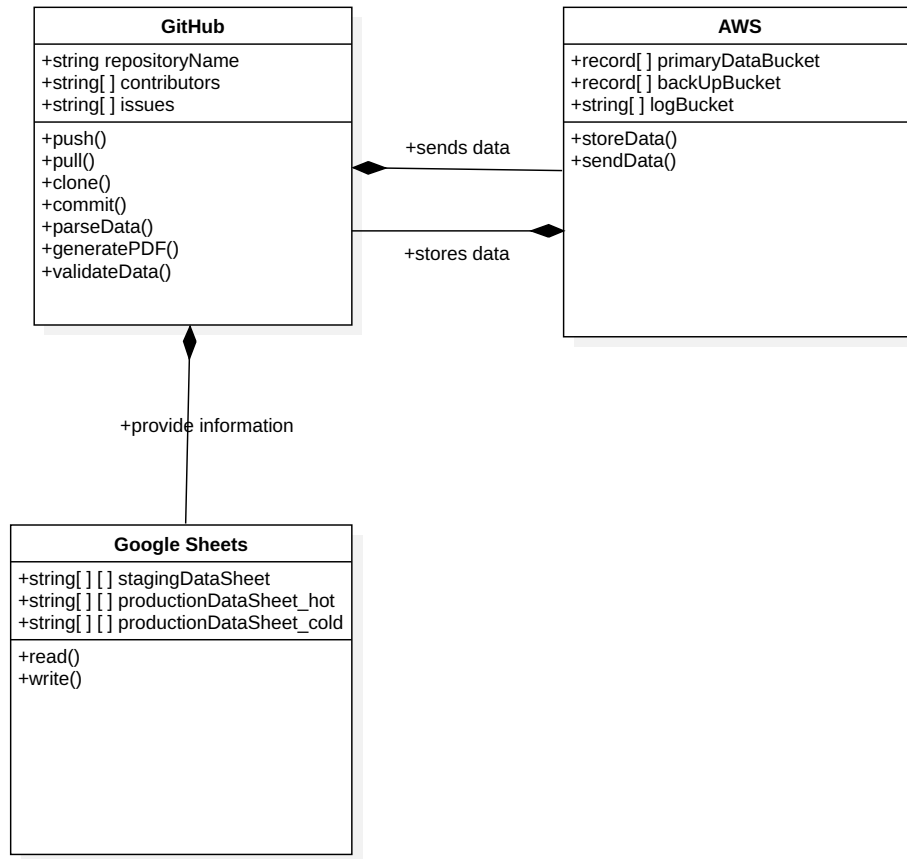 GitHub
+string repositoryName
+string[ ] contributors
+string[ ] issues
+push()
+pull()
+clone()
+commit()
+parseData()
+generatePDF()
+validateData()
+sends data
+stores data
AWS
+record[ ] primaryDataBucket
+record[ ] backUpBucket
+string[ ] logBucket
+storeData()
+sendData()
+provide information
Google Sheets
+string[ ] [ ] stagingDataSheet
+string[ ] [ ] productionDataSheet_hot
+string[ ] [ ] productionDataSheet_cold
+read()
+write()